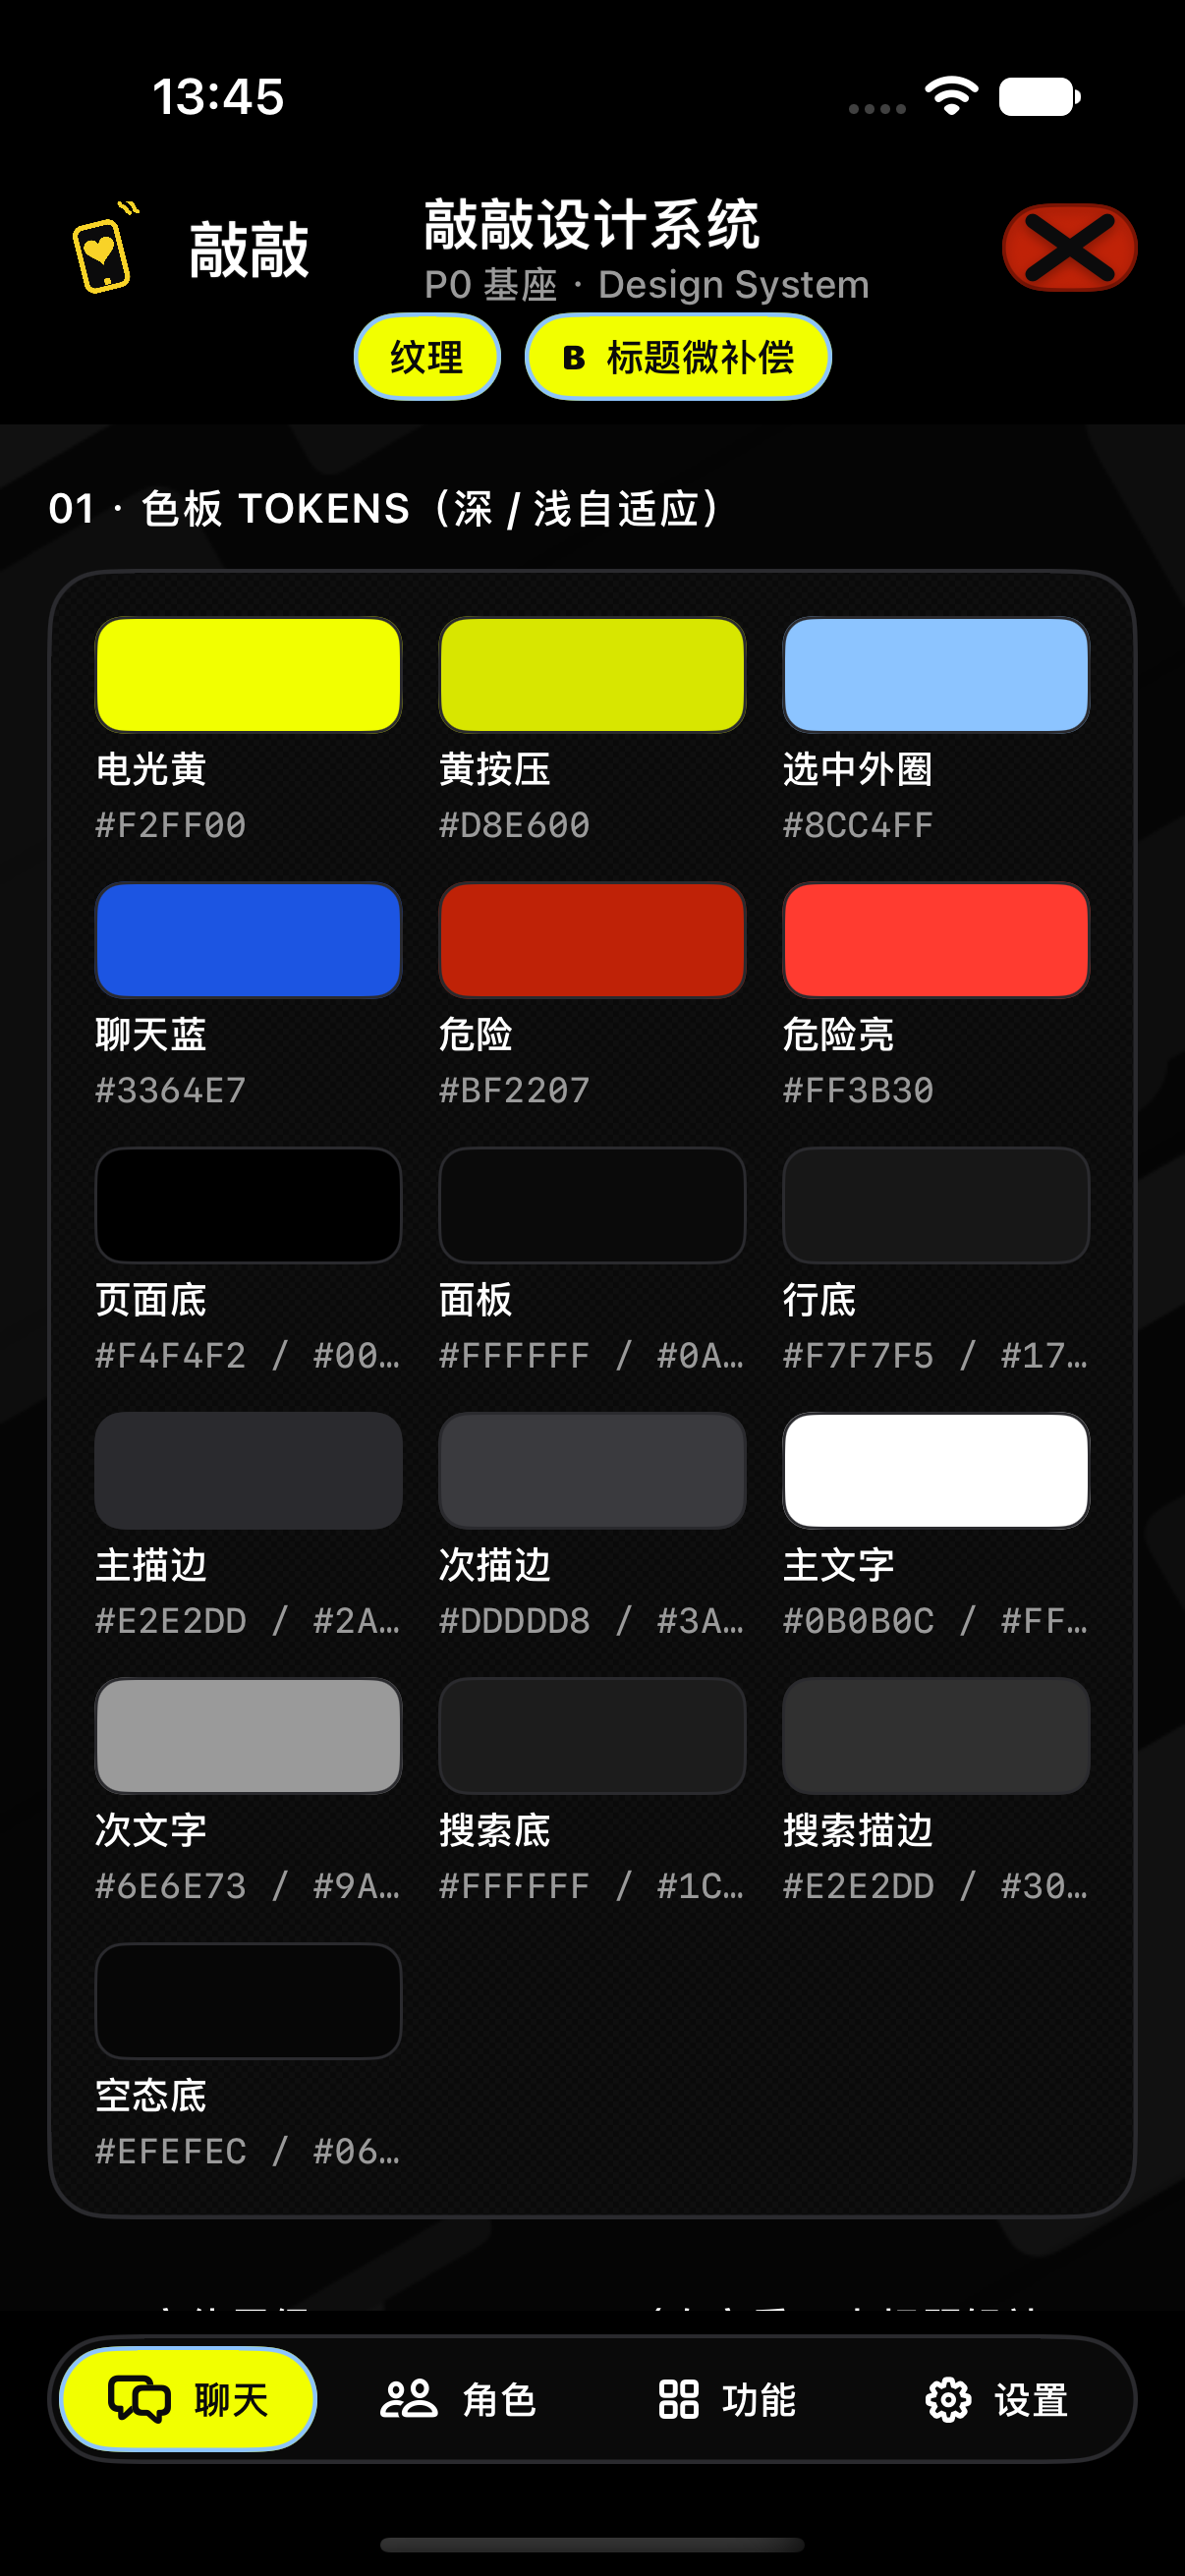 13:45
敲敲
敲敲设计系统
P0 基座 · Design System
纹理
B 标题微补偿
01 · 色板 TOKENS（深 / 浅自适应）
电光黄 黄按压 选中外圈
#F2FF00 #D8E600 #8CC4FF
聊天蓝 危险 危险亮
#3364E7 #BF2207 #FF3B30
页面底 面板 行底
#F4F4F2 / #00… #FFFFFF / #0A… #F7F7F5 / #17…
主描边 次描边 主文字
#E2E2DD / #2A… #DDDDD8 / #3A… #0B0B0C / #FF…
次文字 搜索底 搜索描边
#6E6E73 / #9A… #FFFFFF / #1C… #E2E2DD / #30…
空态底
#EFEFEC / #06…
聊天 角色 功能 设置